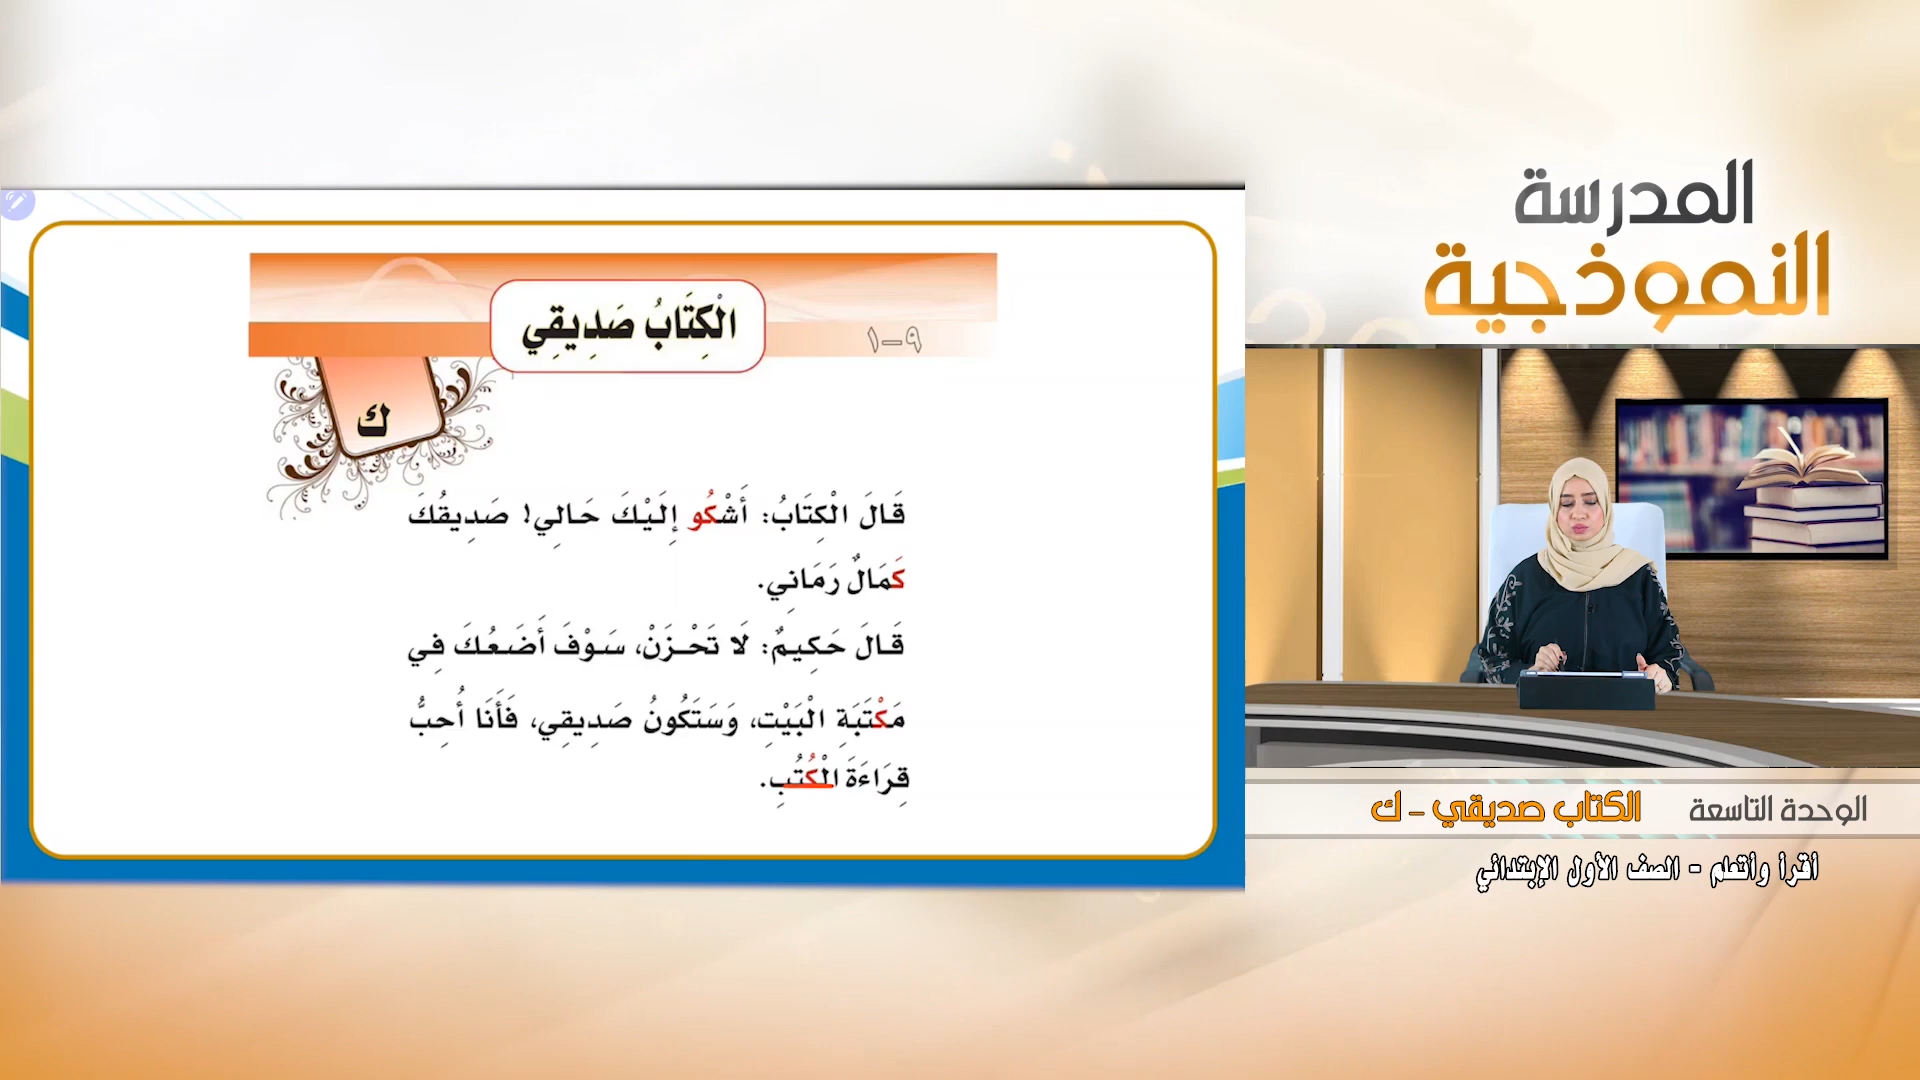 المدرسة
النموذجية
الْكِتَابُ صَدِيقِي
٩-١
ك
قَالَ الْكِتَابُ: أَشْكُو إِلَيْكَ حَالِي! صَدِيقُكَ
كَمَالٌ رَمَانِي.
قَالَ حَكِيمٌ: لَا تَحْزَنْ، سَوْفَ أَضَعُكَ فِي
مَكْتَبَةِ الْبَيْتِ، وَسَتَكُونُ صَدِيقِي، فَأَنَا أُحِبُّ
قِرَاءَةَ الْكُتُبِ.
الوحدة التاسعة الكتاب صديقي - ك
أقرأ وأتعلم - الصف الأول الإبتدائي